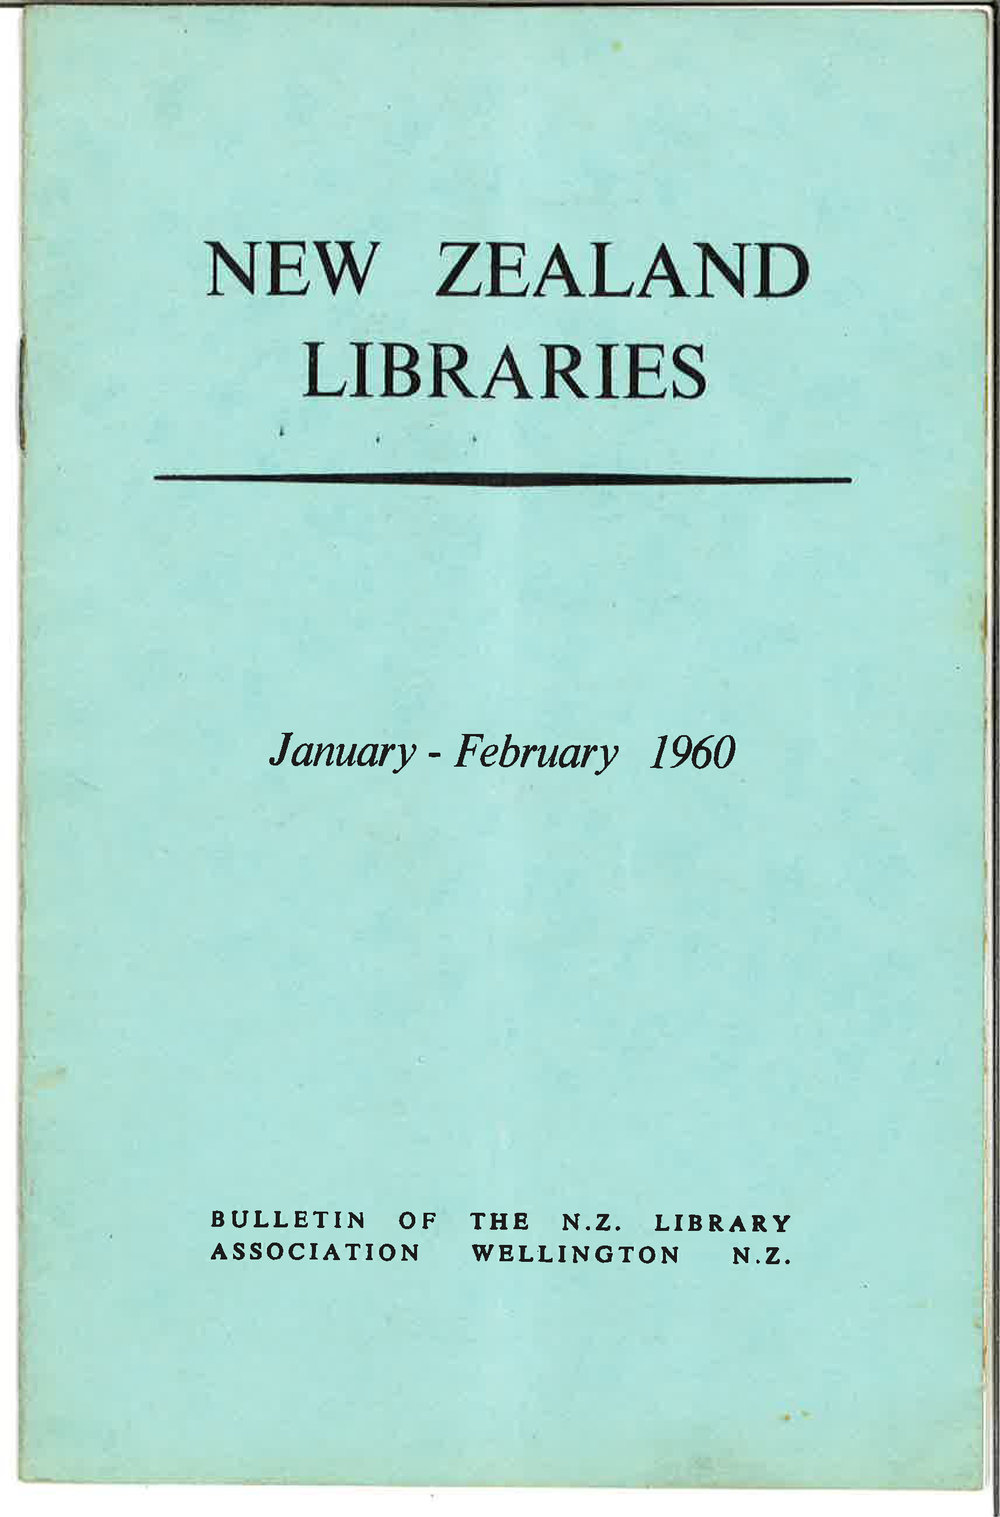 NEW ZEALAND
LIBRARIES
January - February 1960
BULLETIN OF THE N.Z. LIBRARY
ASSOCIATION WELLINGTON N.Z.